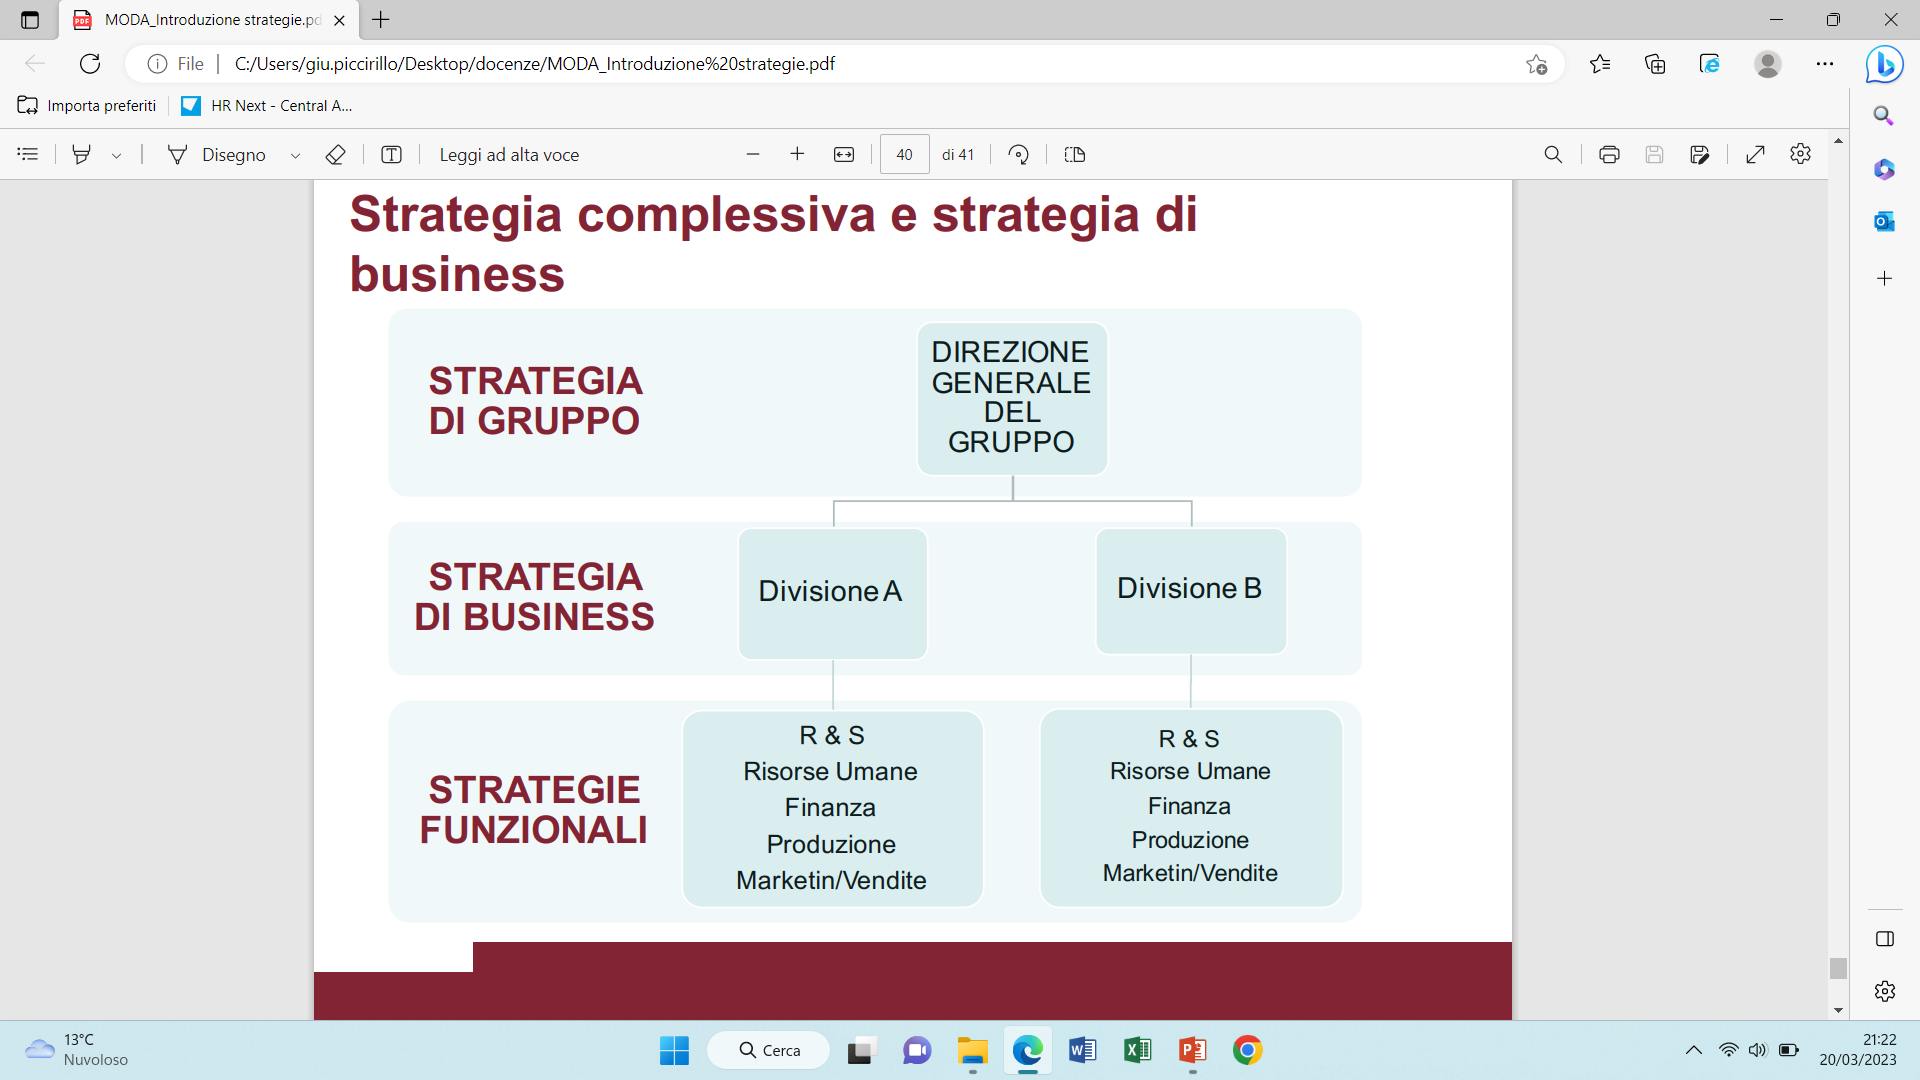 MODA_Introduzione strategie.pd
File
C:/Users/giu.piccirillo/Desktop/docenze/MODA_Introduzione%20strategie.pdf
Importa preferiti
HR Next - Central A...
Disegno
Leggi ad alta voce
40
di 41
Strategia complessiva e strategia di
business
STRATEGIA
DI GRUPPO
DIREZIONE
GENERALE
DEL
GRUPPO
STRATEGIA
DI BUSINESS
Divisione A
Divisione B
STRATEGIE
FUNZIONALI
R & S
Risorse Umane
Finanza
Produzione
Marketin/Vendite
R & S
Risorse Umane
Finanza
Produzione
Marketin/Vendite
13°C
Nuvoloso
Cerca
21:22
20/03/2023